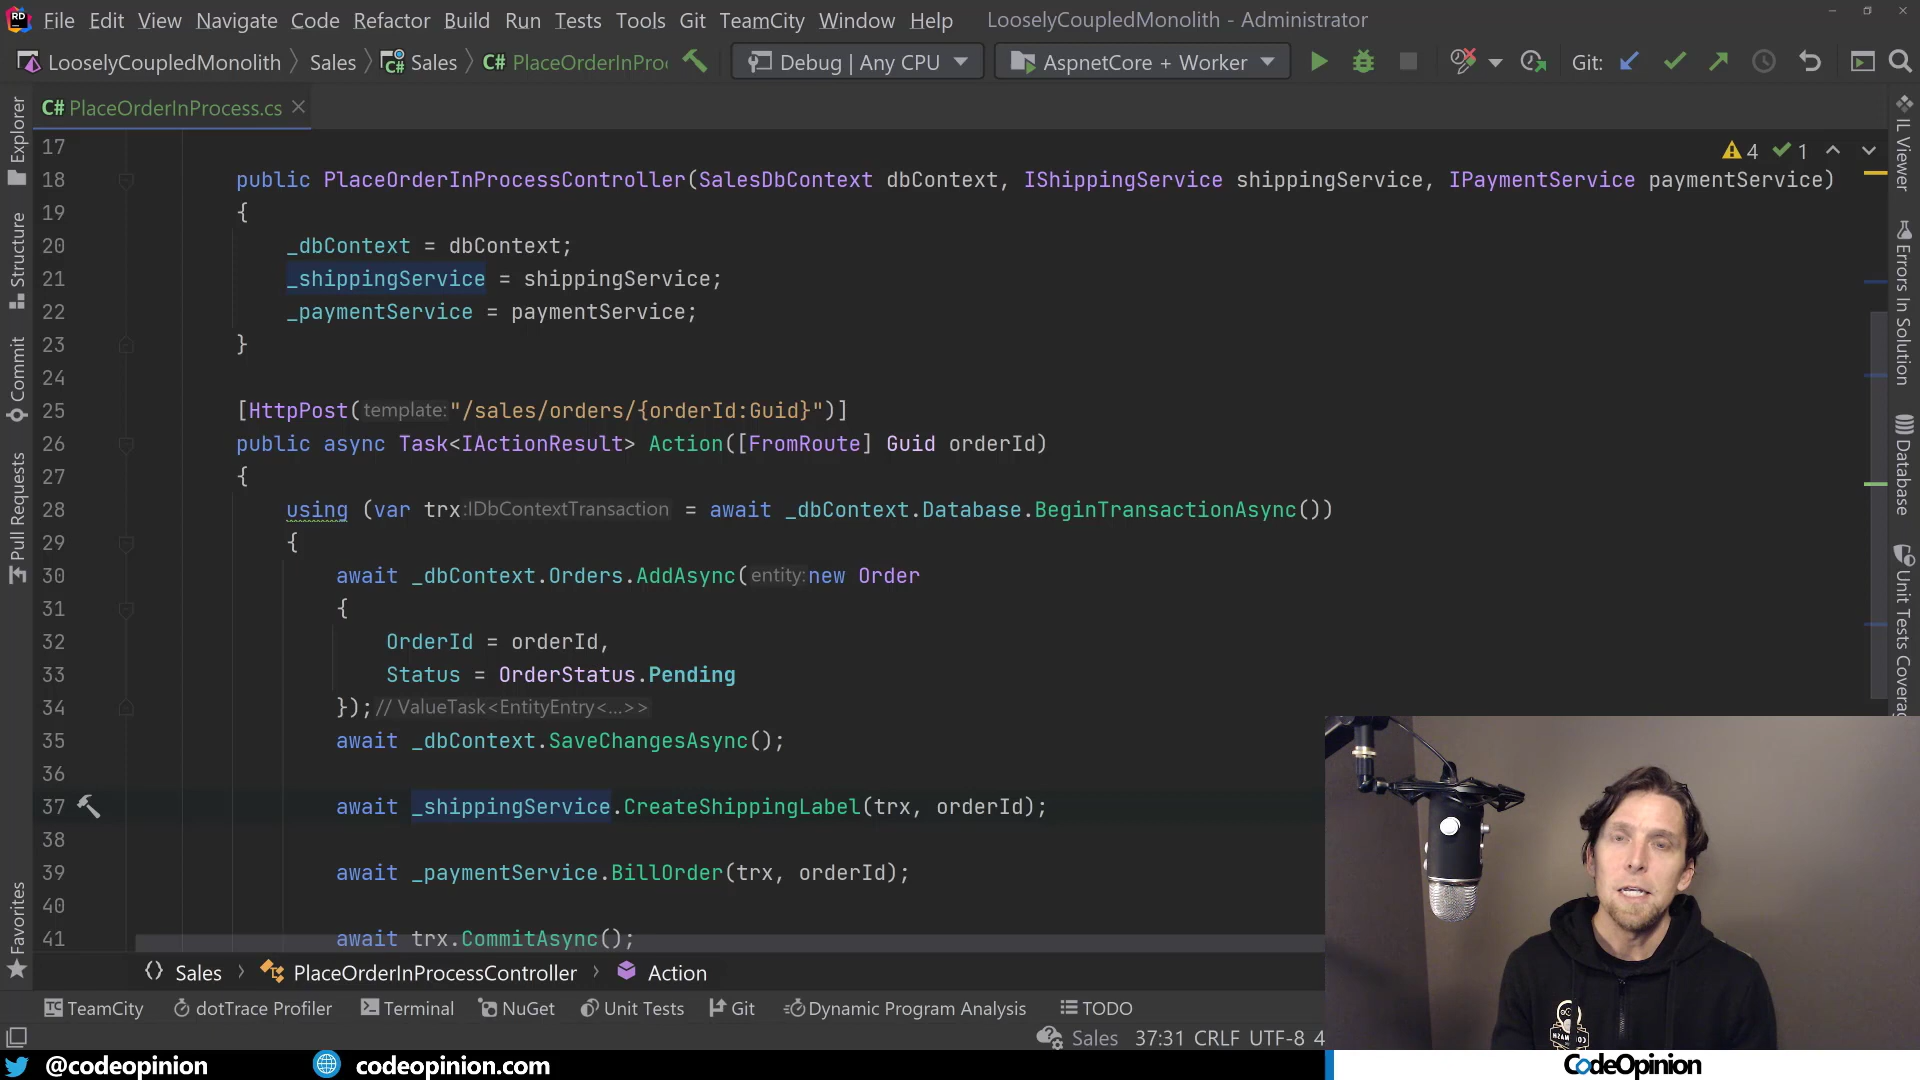 File Edit View Navigate Code Refactor Build Run Tests Tools Git TeamCity Window Help LooselyCoupledMonolith - Administrator
LooselyCoupledMonolith Sales C# Sales C# PlaceOrderInProc Debug | Any CPU AspnetCore + Worker Git:
C# PlaceOrderInProcess.cs
17
4 1
18 public PlaceOrderInProcessController(SalesDbContext dbContext, IShippingService shippingService, IPaymentService paymentService)
19 {
20 _dbContext = dbContext;
21 _shippingService = shippingService;
22 _paymentService = paymentService;
23 }
24
25 [HttpPost(template:"/sales/orders/{orderId:Guid}")]
26 public async Task<IActionResult> Action([FromRoute] Guid orderId)
27 {
28 using (var trx:IDbContextTransaction = await _dbContext.Database.BeginTransactionAsync())
29 {
30 await _dbContext.Orders.AddAsync(entity:new Order
31 {
32 OrderId = orderId,
33 Status = OrderStatus.Pending
34 });// ValueTask<EntityEntry<...>>
35 await _dbContext.SaveChangesAsync();
36
37 await _shippingService.CreateShippingLabel(trx, orderId);
38
39 await _paymentService.BillOrder(trx, orderId);
40
41 await trx.CommitAsync();
Explorer
Structure
Commit
Pull Requests
Favorites
IL Viewer
Errors In Solution
Database
Unit Tests Coverag
Sales PlaceOrderInProcessController Action
TeamCity dotTrace Profiler Terminal NuGet Unit Tests Git Dynamic Program Analysis TODO
Sales 37:31 CRLF UTF-8 4
@codeopinion codeopinion.com CodeOpinion